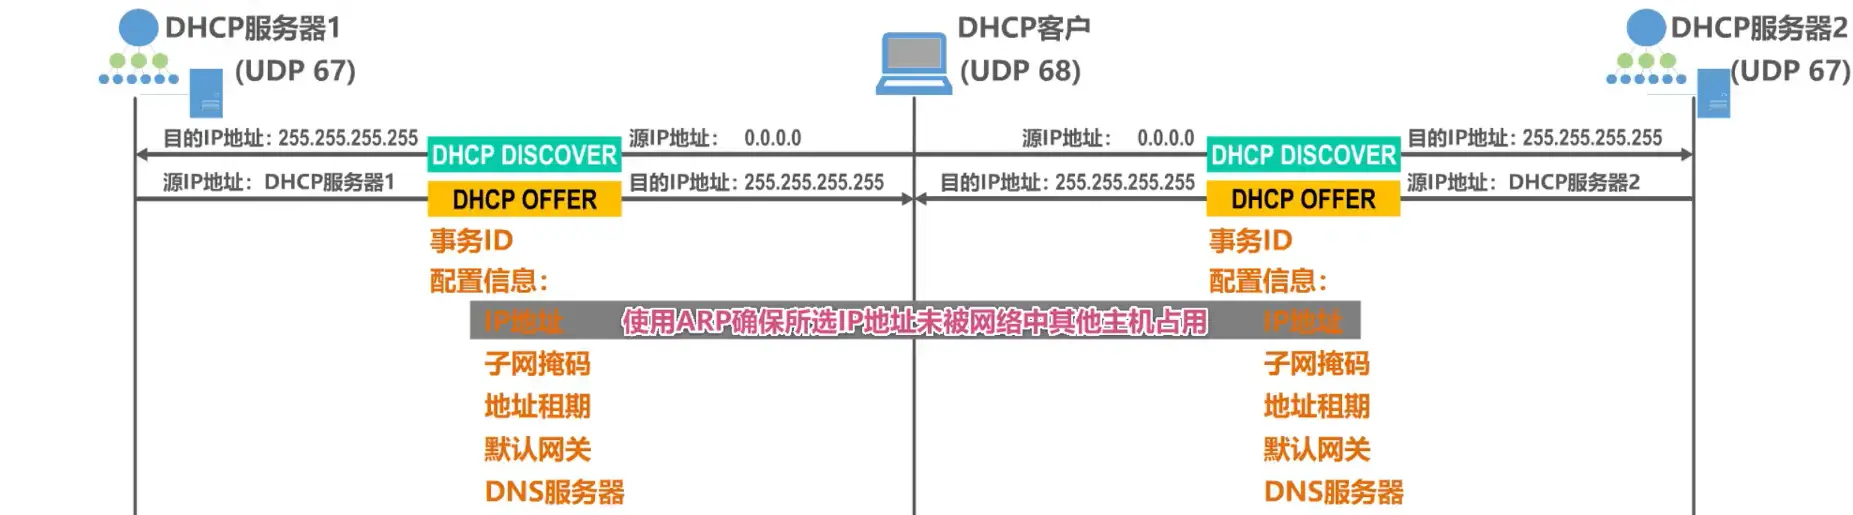 DHCP服务器1
(UDP 67)
DHCP客户
(UDP 68)
DHCP服务器2
(UDP 67)
目的IP地址：255.255.255.255 DHCP DISCOVER 源IP地址： 0.0.0.0
源IP地址： 0.0.0.0 DHCP DISCOVER 目的IP地址：255.255.255.255
源IP地址：DHCP服务器1 DHCP OFFER 目的IP地址：255.255.255.255
目的IP地址：255.255.255.255 DHCP OFFER 源IP地址：DHCP服务器2
事务ID
配置信息：
IP地址
子网掩码
地址租期
默认网关
DNS服务器
使用ARP确保所选IP地址未被网络中其他主机占用
事务ID
配置信息：
IP地址
子网掩码
地址租期
默认网关
DNS服务器